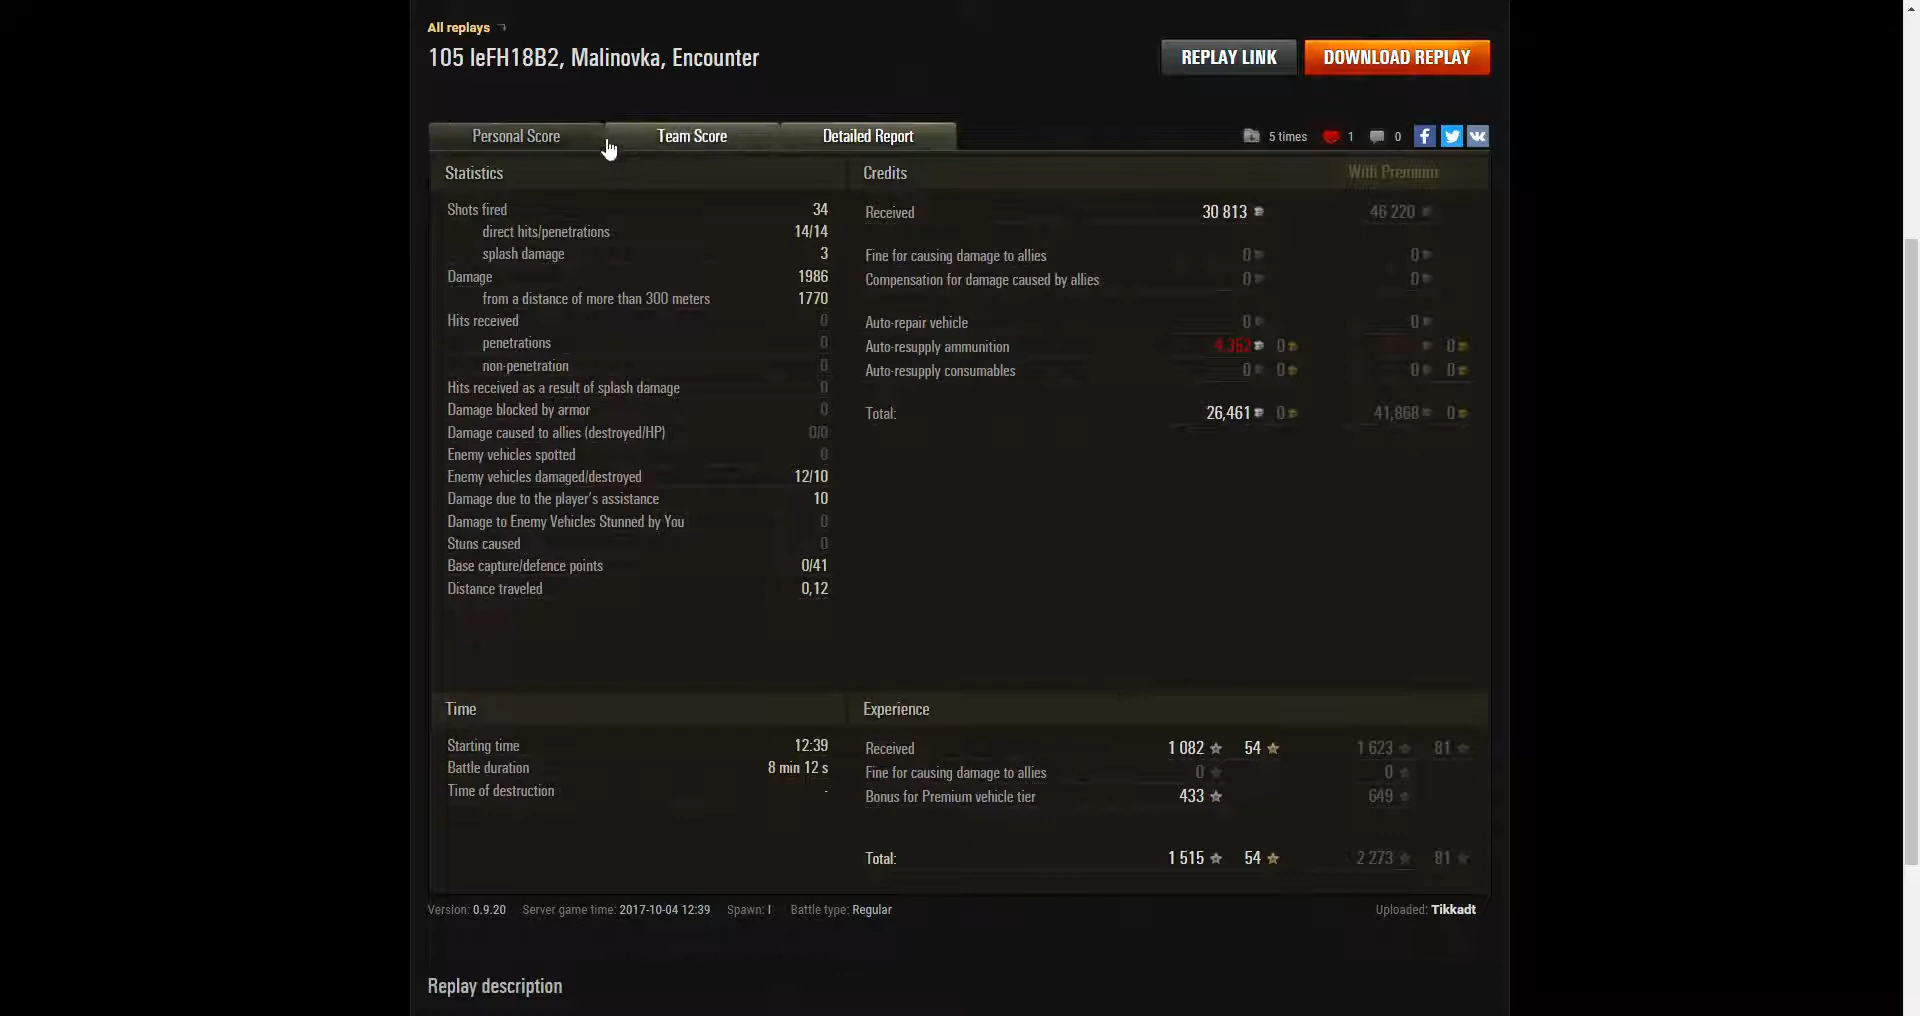 All replays
105 leFH18B2, Malinovka, Encounter
REPLAY LINK
DOWNLOAD REPLAY
Personal Score
Team Score
Detailed Report
5 times
1
0
Statistics
Shots fired 34
direct hits/penetrations 14/14
splash damage 3
Damage 1986
from a distance of more than 300 meters 1770
Hits received 0
penetrations 0
non-penetration 0
Hits received as a result of splash damage 0
Damage blocked by armor 0
Damage caused to allies (destroyed/HP) 0/0
Enemy vehicles spotted 0
Enemy vehicles damaged/destroyed 12/10
Damage due to the player's assistance 10
Damage to Enemy Vehicles Stunned by You 0
Stuns caused 0
Base capture/defence points 0/41
Distance traveled 0,12
Credits With Premium
Received 30 813 46 220
Fine for causing damage to allies 0 0
Compensation for damage caused by allies 0 0
Auto-repair vehicle 0 0
Auto-resupply ammunition 4 352 0 0
Auto-resupply consumables 0 0 0 0
Total: 26,461 0 41,868 0
Time
Starting time 12:39
Battle duration 8 min 12 s
Time of destruction -
Experience
Received 1 082 54 1 623 81
Fine for causing damage to allies 0 0
Bonus for Premium vehicle tier 433 649
Total: 1 515 54 2 273 81
Version: 0.9.20 Server game time: 2017-10-04 12:39 Spawn: I Battle type: Regular
Uploaded: Tikkadt
Replay description